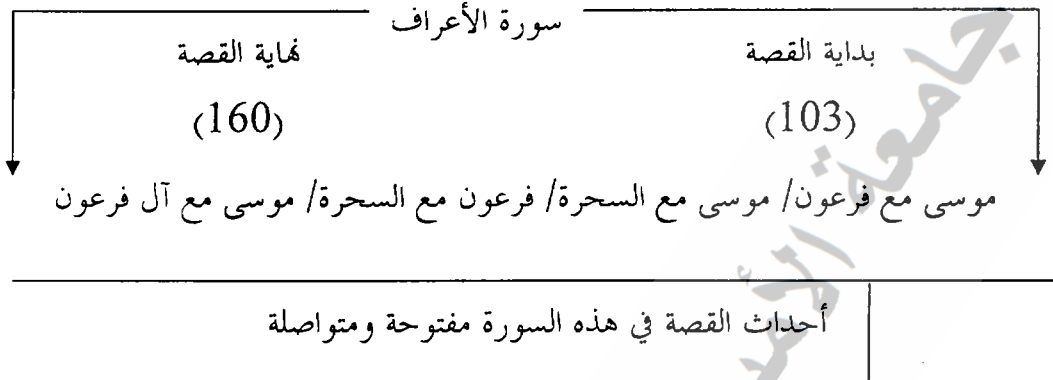 سورة الأعراف
بداية القصة
نهاية القصة
(103)
(160)
موسى مع فرعون/ موسى مع السحرة/ فرعون مع السحرة/ موسى مع آل فرعون
أحداث القصة في هذه السورة مفتوحة ومتواصلة
جامعة